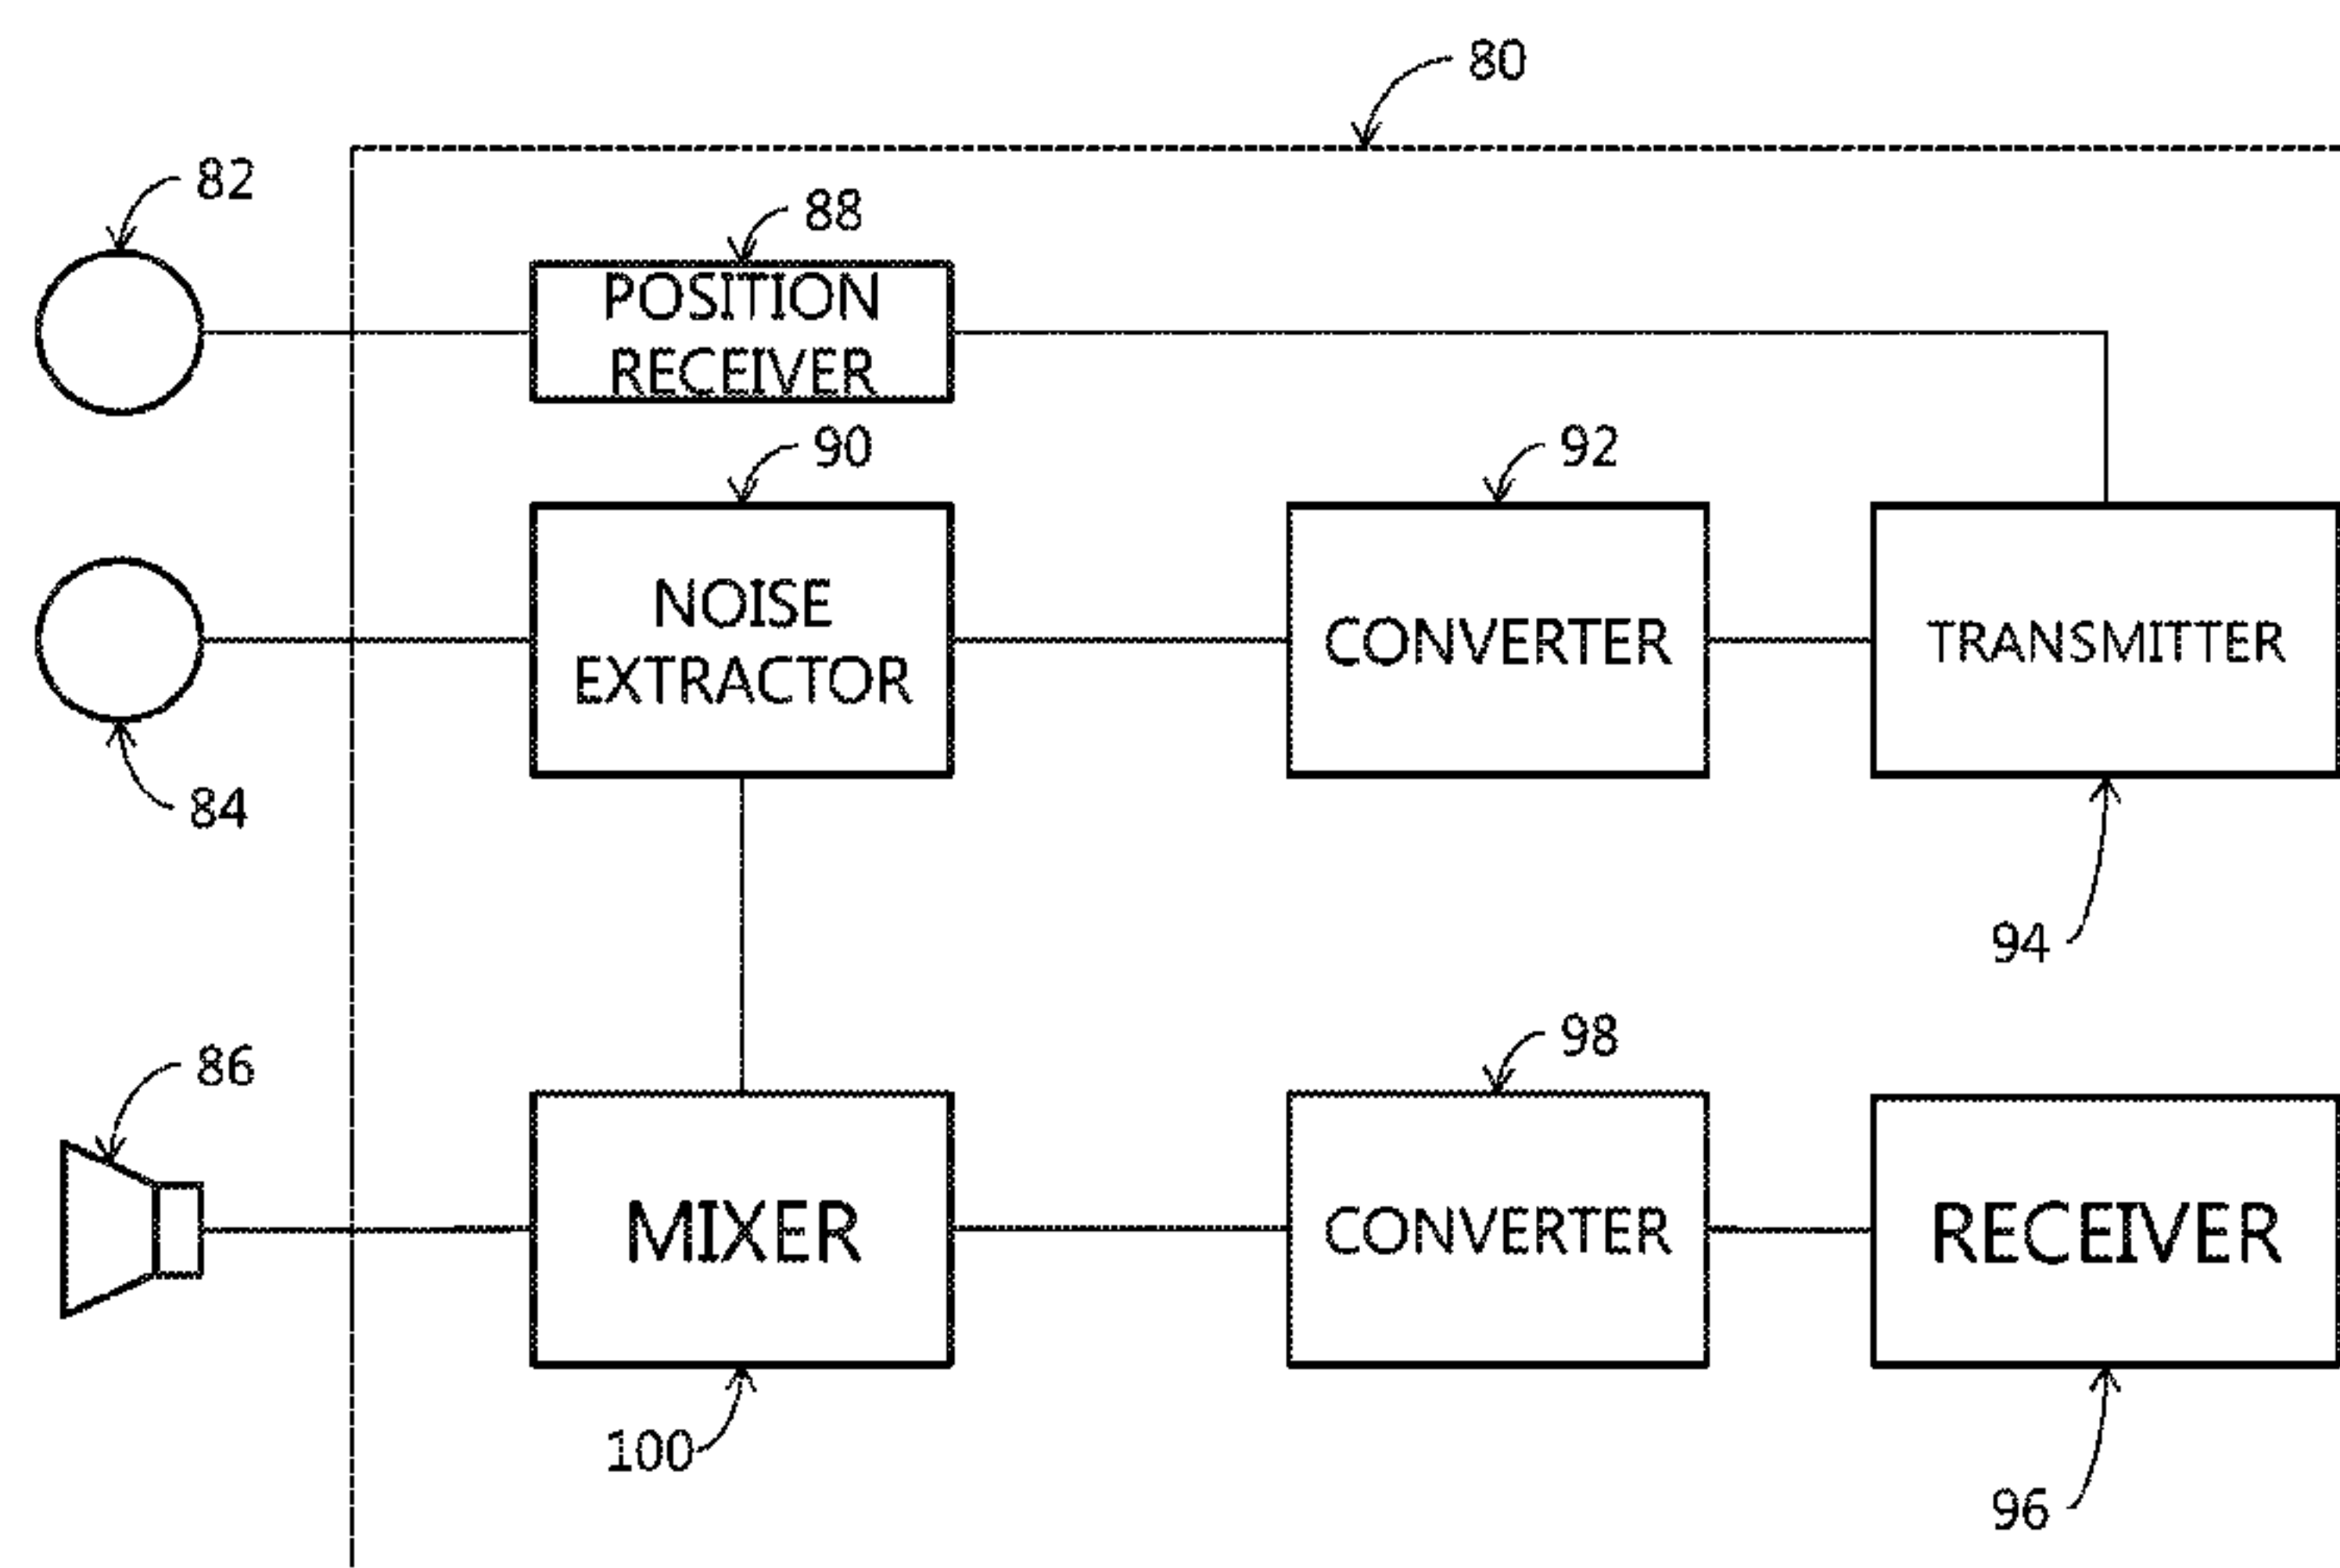 80
82
88
POSITION
RECEIVER
90
92
NOISE
EXTRACTOR
CONVERTER
TRANSMITTER
84
94
98
86
MIXER
CONVERTER
RECEIVER
100
96